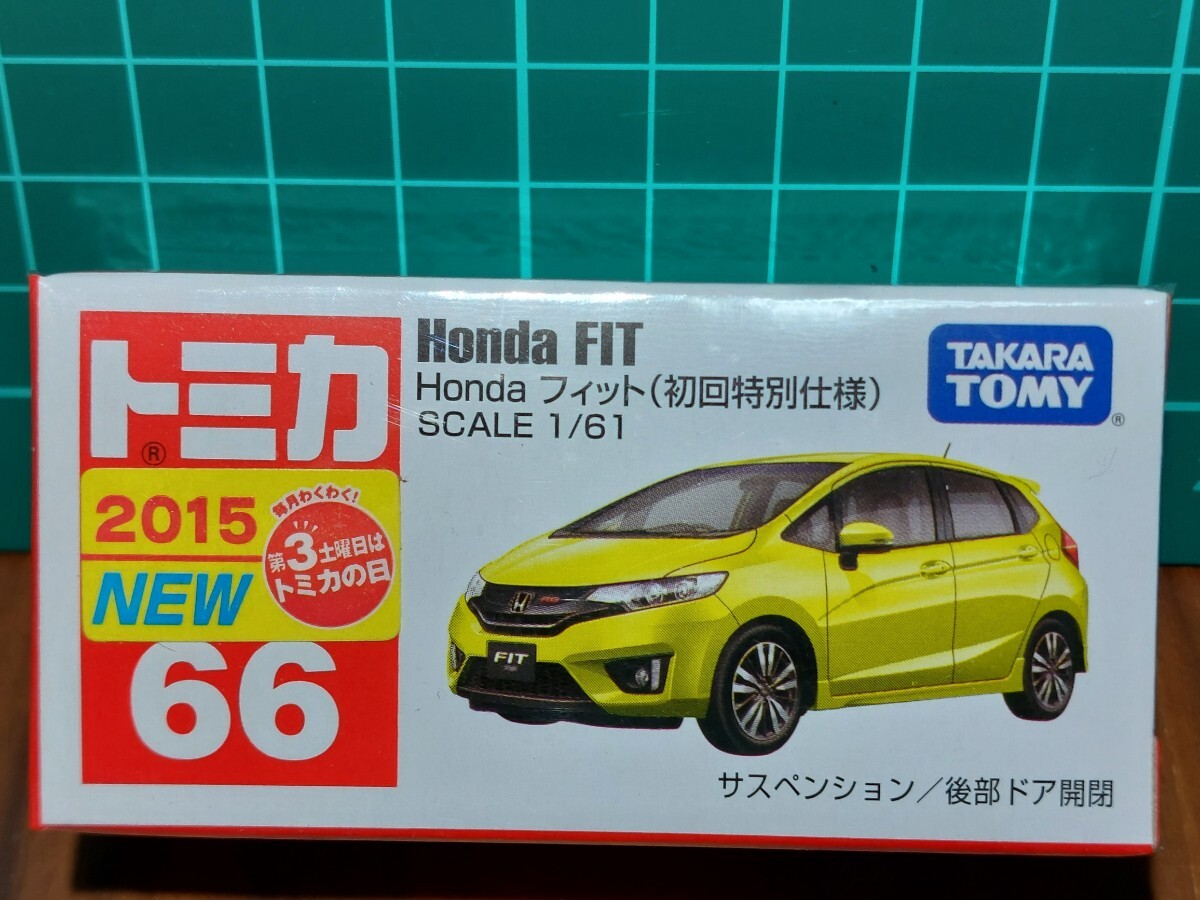 トミカ
®
2015
NEW
毎月わくわく!
第3土曜日は
トミカの日
66
Honda FIT
Honda フィット(初回特別仕様)
SCALE 1/61
TAKARA
TOMY
®
RS
FIT
サスペンション/後部ドア開閉